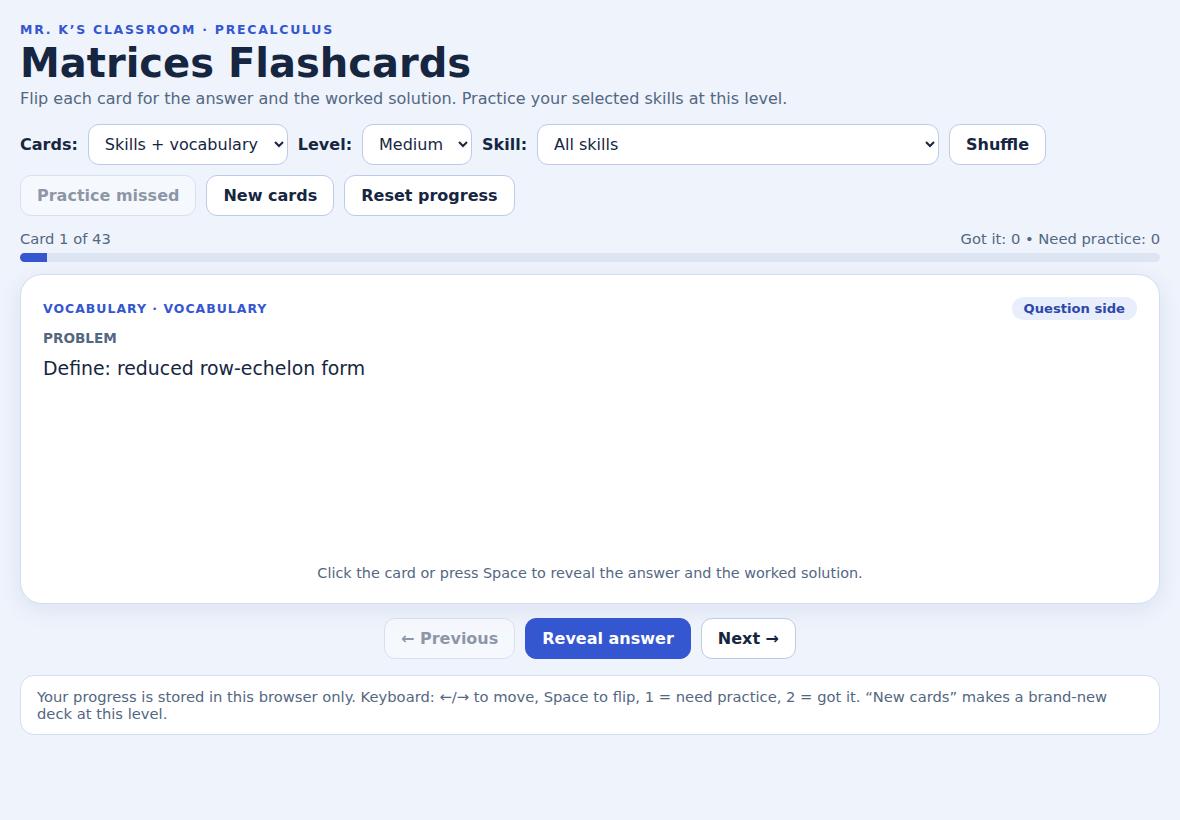 MR. K’S CLASSROOM · PRECALCULUS
Matrices Flashcards
Flip each card for the answer and the worked solution. Practice your selected skills at this level.
Cards: Skills + vocabulary Level: Medium Skill: All skills Shuffle
Practice missed New cards Reset progress
Card 1 of 43 Got it: 0 • Need practice: 0
VOCABULARY · VOCABULARY Question side
PROBLEM
Define: reduced row-echelon form
Click the card or press Space to reveal the answer and the worked solution.
← Previous Reveal answer Next →
Your progress is stored in this browser only. Keyboard: ←/→ to move, Space to flip, 1 = need practice, 2 = got it. “New cards” makes a brand-new
deck at this level.